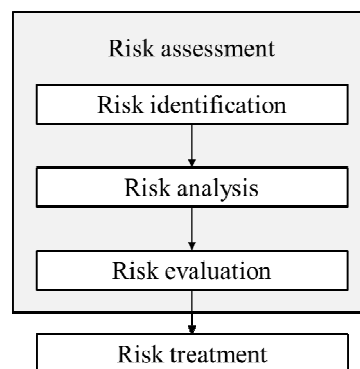 Risk assessment
Risk identification
Risk analysis
Risk evaluation
Risk treatment